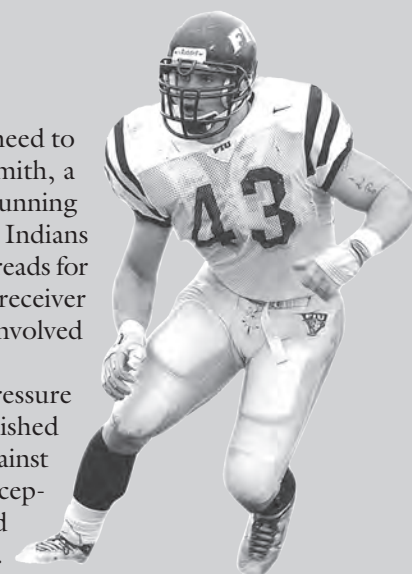 need to
mith, a
unning
Indians
reads for
receiver
nvolved
ressure
ished
ainst
cep-
d
FIU
43